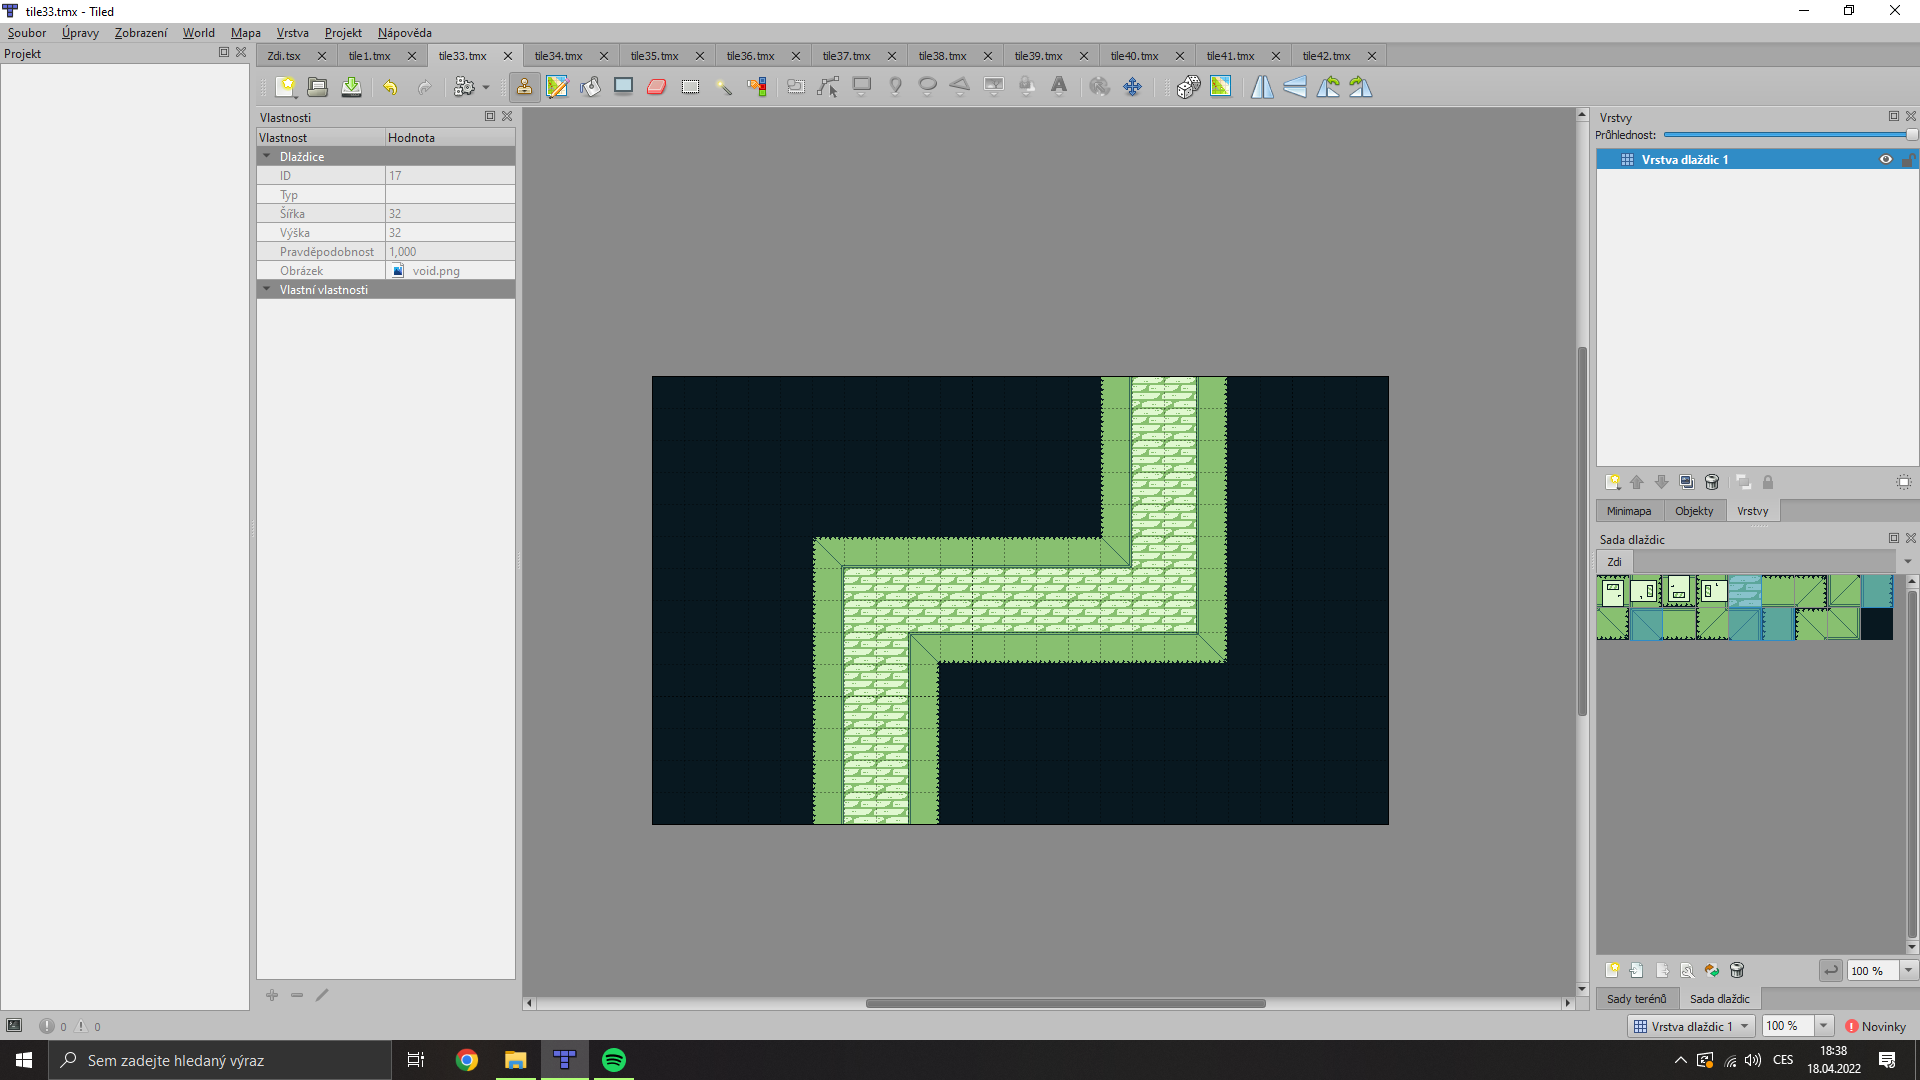 tile33.tmx - Tiled
Soubor Úpravy Zobrazení World Mapa Vrstva Projekt Nápověda
Projekt
Zdi.tsx tile1.tmx tile33.tmx tile34.tmx tile35.tmx tile36.tmx tile37.tmx tile38.tmx tile39.tmx tile40.tmx tile41.tmx tile42.tmx
Vlastnosti
Vlastnost Hodnota
Dlaždice
ID 17
Typ
Šířka 32
Výška 32
Pravděpodobnost 1,000
Obrázek void.png
Vlastní vlastnosti
Vrstvy
Průhlednost:
Vrstva dlaždic 1
Minimapa Objekty Vrstvy
Sada dlaždic
Zdi
100 %
Sady terénů Sada dlaždic
0 0
Vrstva dlaždic 1 100 % Novinky
Sem zadejte hledaný výraz
CES
18:38
18.04.2022